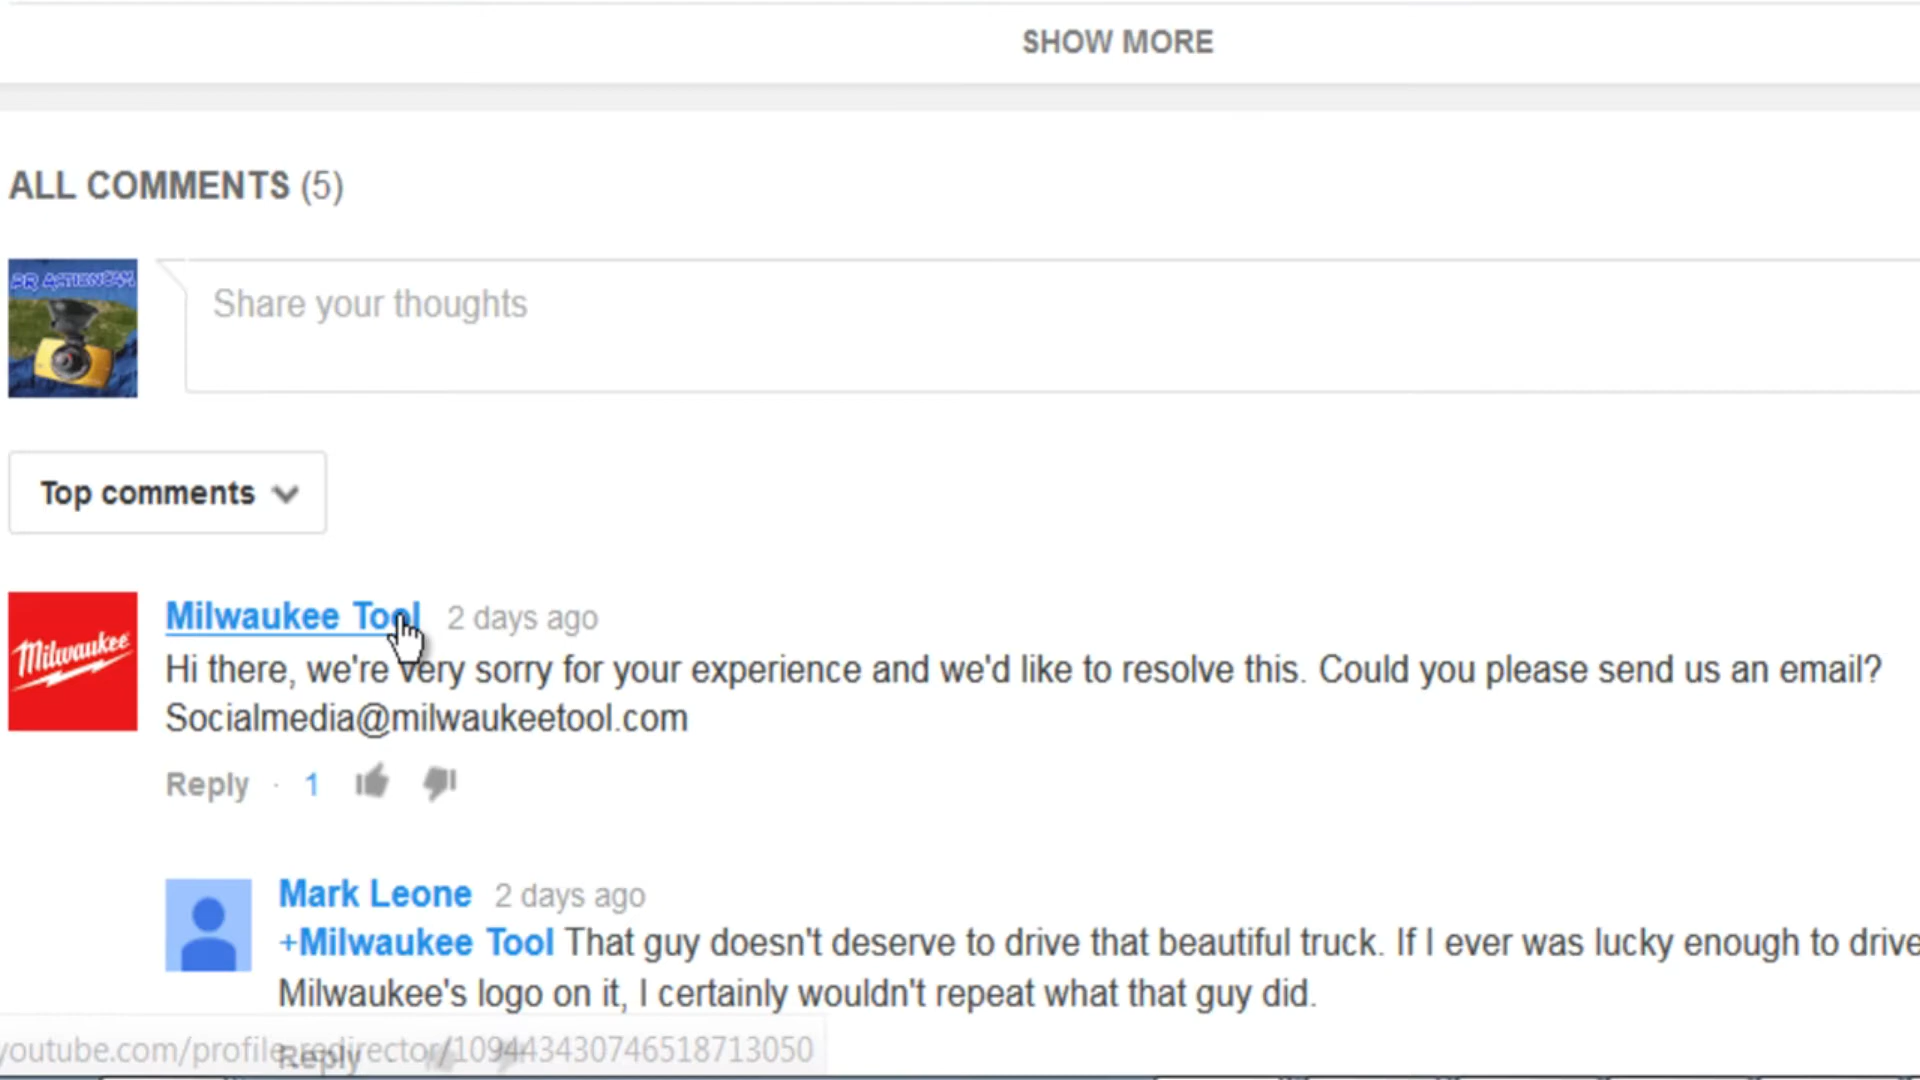 SHOW MORE
ALL COMMENTS (5)
PR ACTIONCAM
Share your thoughts
Top comments
Milwaukee Tool 2 days ago
Milwaukee
Hi there, we're very sorry for your experience and we'd like to resolve this. Could you please send us an email?
Socialmedia@milwaukeetool.com
Reply · 1
Mark Leone 2 days ago
+Milwaukee Tool That guy doesn't deserve to drive that beautiful truck. If I ever was lucky enough to drive
Milwaukee's logo on it, I certainly wouldn't repeat what that guy did.
youtube.com/profile_redirector/109443430746518713050
Reply